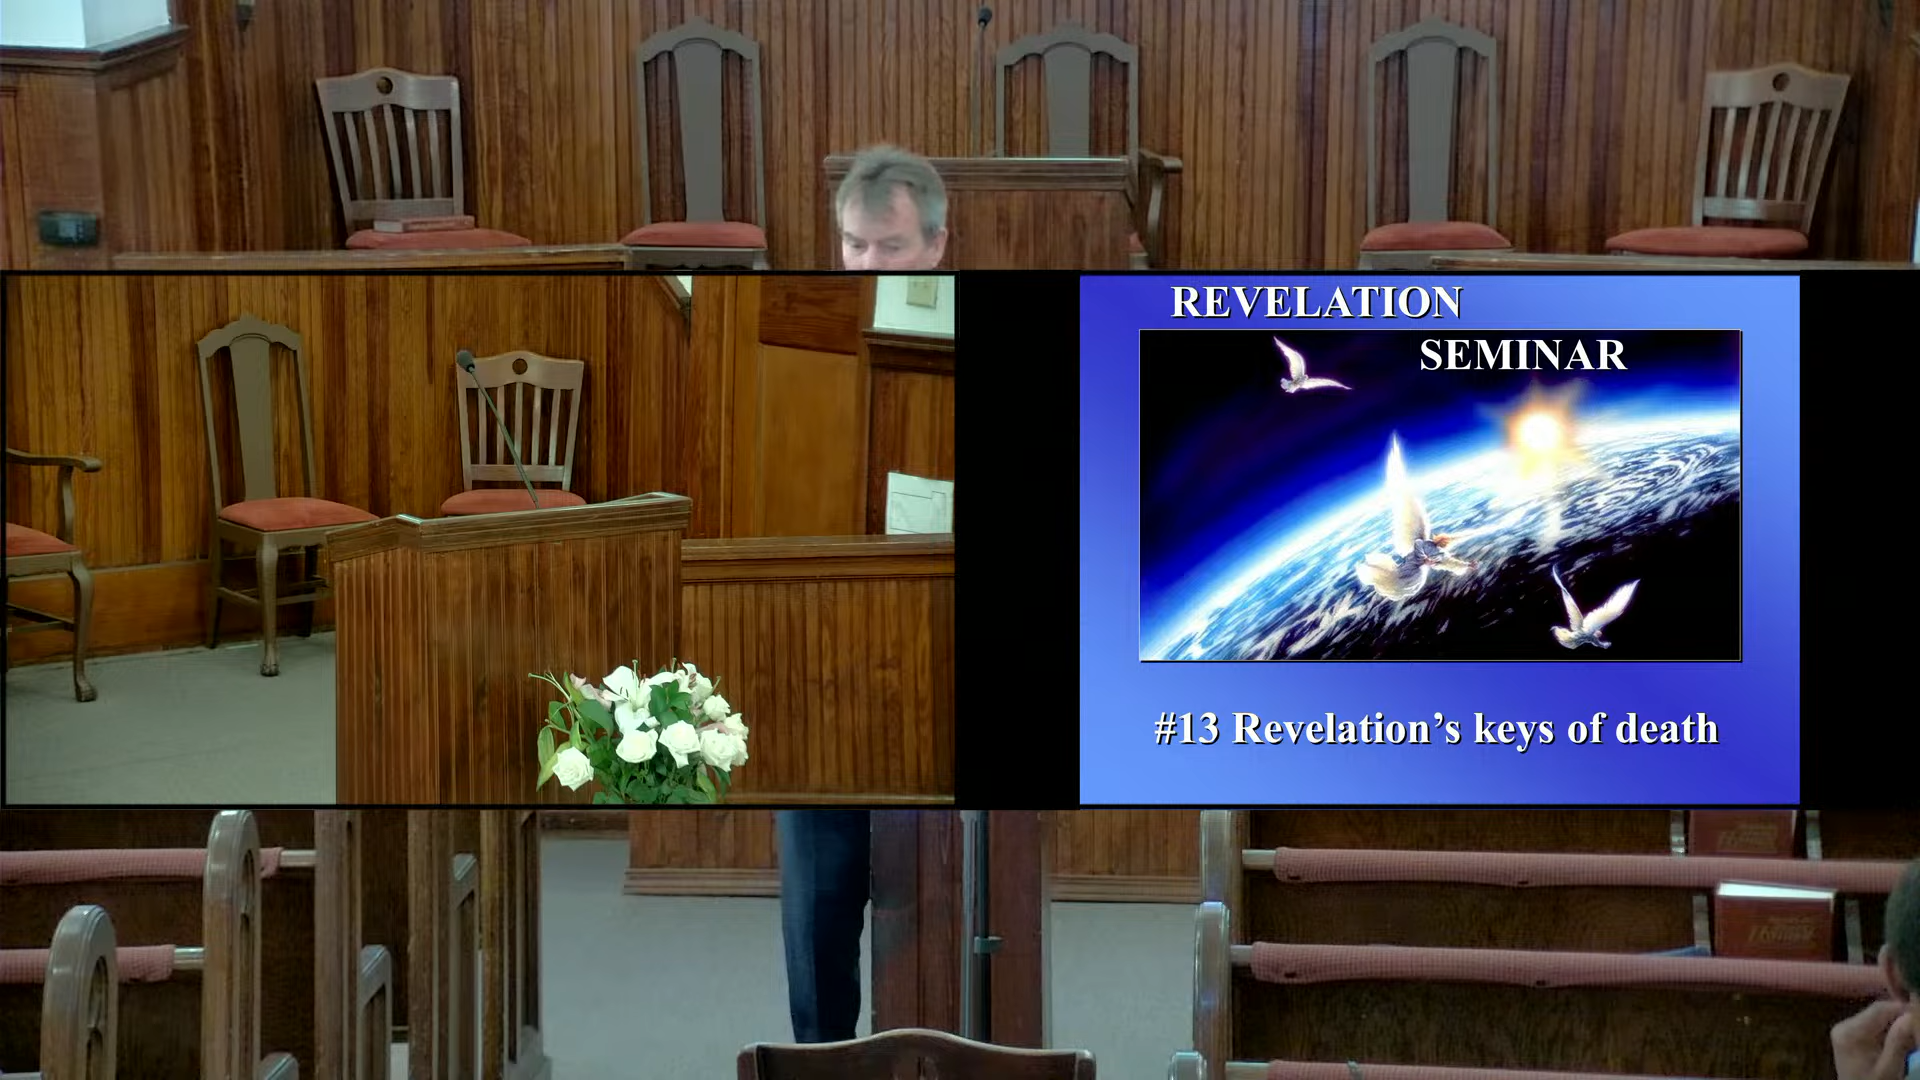 REVELATION
SEMINAR
#13 Revelation’s keys of death